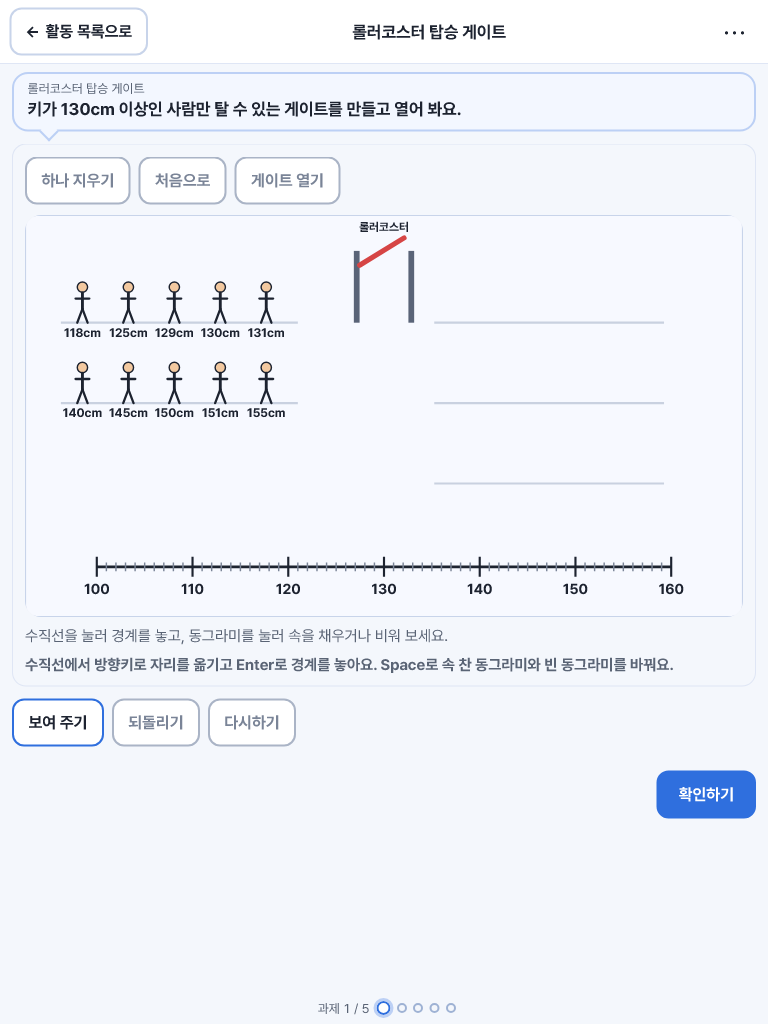 ← 활동 목록으로
롤러코스터 탑승 게이트
롤러코스터 탑승 게이트
키가 130cm 이상인 사람만 탈 수 있는 게이트를 만들고 열어 봐요.
하나 지우기
처음으로
게이트 열기
롤러코스터
118cm 125cm 129cm 130cm 131cm
140cm 145cm 150cm 151cm 155cm
100 110 120 130 140 150 160
수직선을 눌러 경계를 놓고, 동그라미를 눌러 속을 채우거나 비워 보세요.
수직선에서 방향키로 자리를 옮기고 Enter로 경계를 놓아요. Space로 속 찬 동그라미와 빈 동그라미를 바꿔요.
보여 주기
되돌리기
다시하기
확인하기
과제 1 / 5